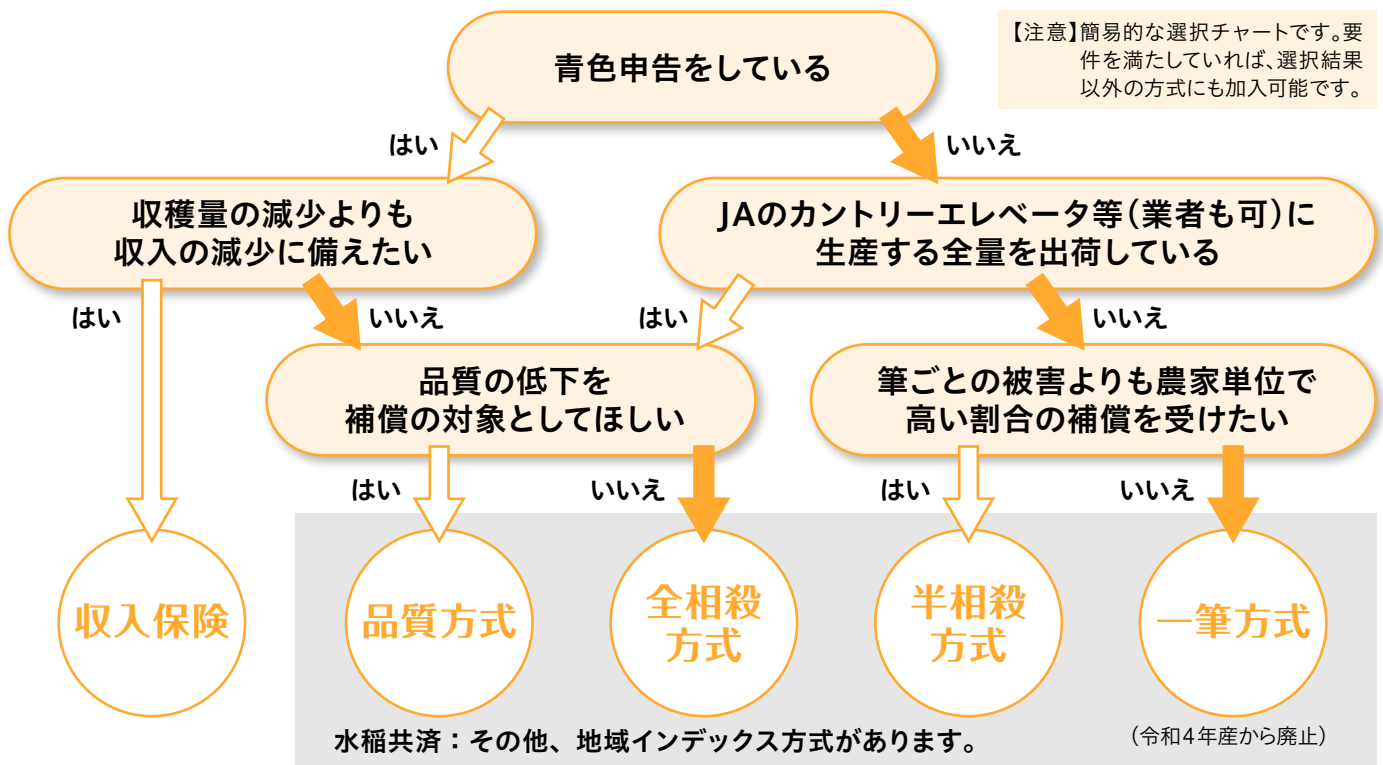 青色申告をしている
【注意】簡易的な選択チャートです。要
件を満たしていれば、選択結果
以外の方式にも加入可能です。
はい
いいえ
収穫量の減少よりも
収入の減少に備えたい
JAのカントリーエレベータ等(業者も可)に
生産する全量を出荷している
はい
いいえ
はい
いいえ
品質の低下を
補償の対象としてほしい
筆ごとの被害よりも農家単位で
高い割合の補償を受けたい
はい
いいえ
はい
いいえ
収入保険
品質方式
全相殺
方式
半相殺
方式
一筆方式
水稲共済：その他、地域インデックス方式があります。
(令和4年産から廃止)